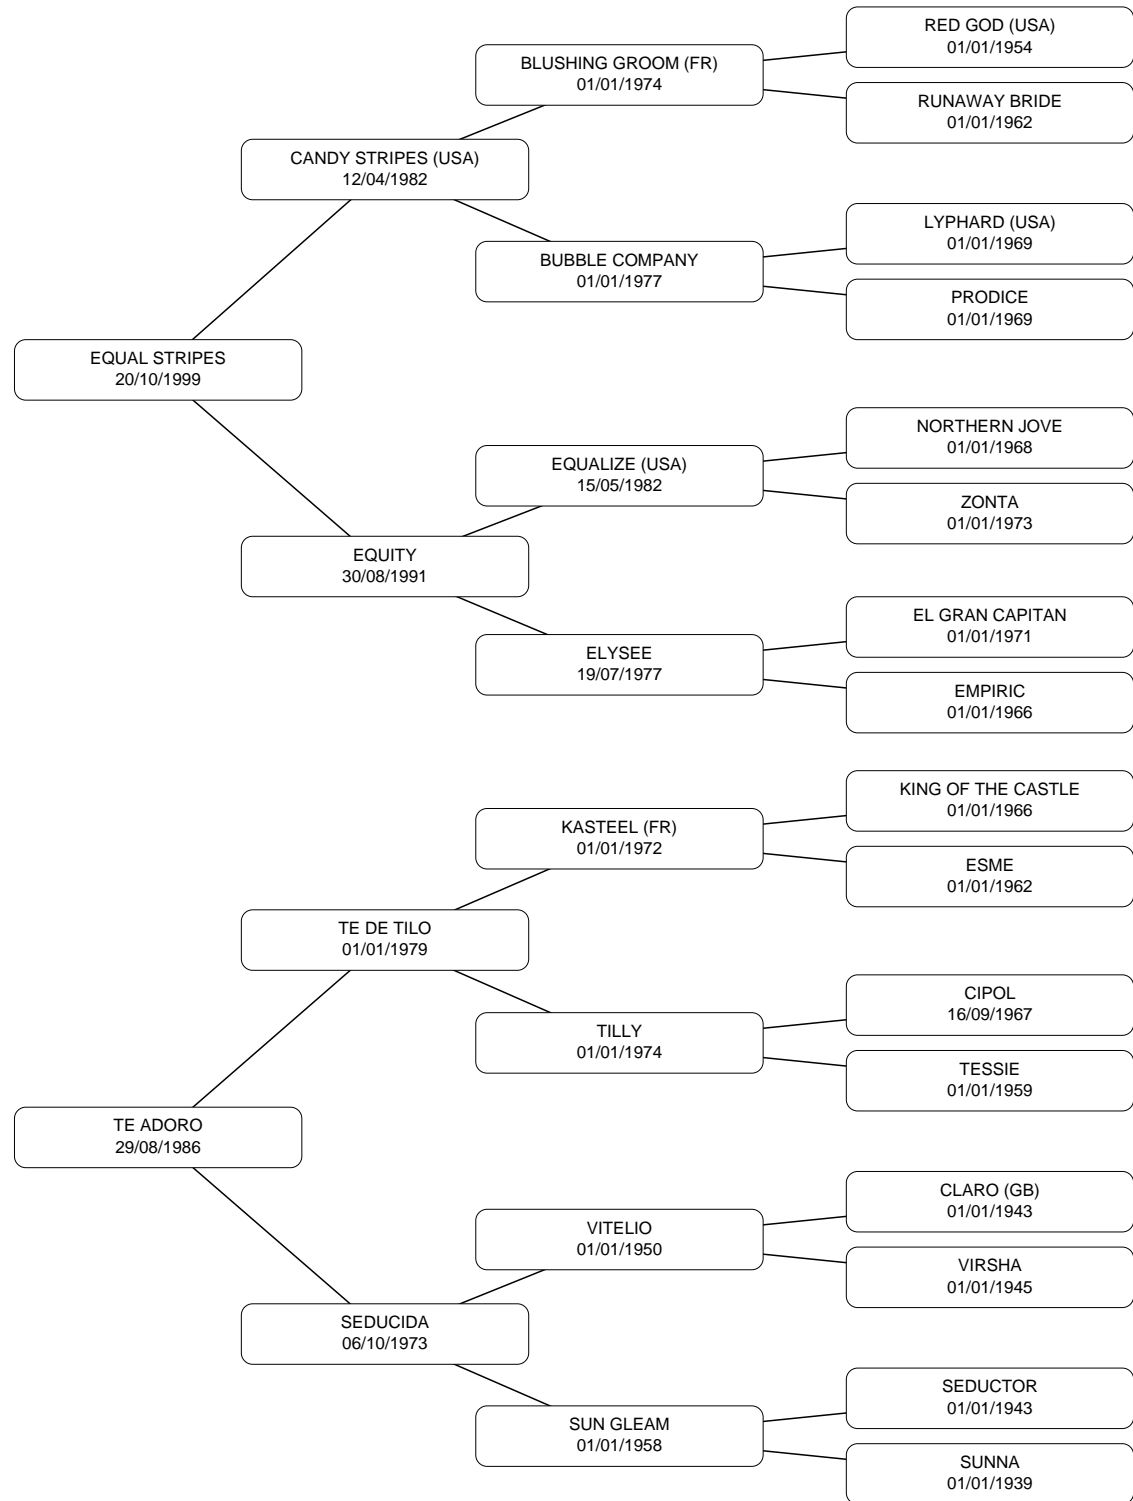 RED GOD (USA)
01/01/1954
BLUSHING GROOM (FR)
01/01/1974
RUNAWAY BRIDE
01/01/1962
CANDY STRIPES (USA)
12/04/1982
LYPHARD (USA)
01/01/1969
BUBBLE COMPANY
01/01/1977
PRODICE
01/01/1969
EQUAL STRIPES
20/10/1999
NORTHERN JOVE
01/01/1968
EQUALIZE (USA)
15/05/1982
ZONTA
01/01/1973
EQUITY
30/08/1991
EL GRAN CAPITAN
01/01/1971
ELYSEE
19/07/1977
EMPIRIC
01/01/1966
KING OF THE CASTLE
01/01/1966
KASTEEL (FR)
01/01/1972
ESME
01/01/1962
TE DE TILO
01/01/1979
CIPOL
16/09/1967
TILLY
01/01/1974
TESSIE
01/01/1959
TE ADORO
29/08/1986
CLARO (GB)
01/01/1943
VITELIO
01/01/1950
VIRSHA
01/01/1945
SEDUCIDA
06/10/1973
SEDUCTOR
01/01/1943
SUN GLEAM
01/01/1958
SUNNA
01/01/1939